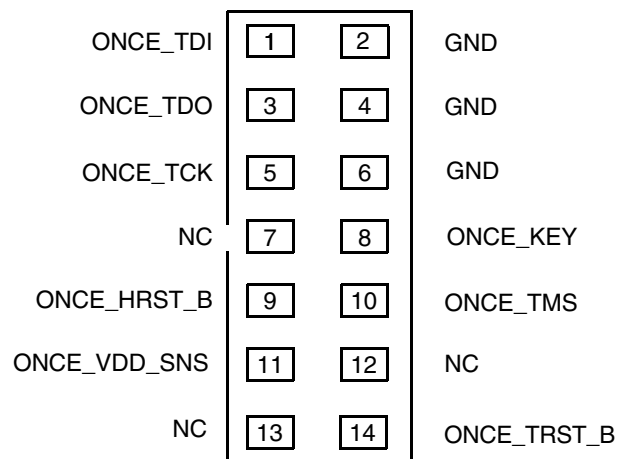 ONCE_TDI 1 2 GND
ONCE_TDO 3 4 GND
ONCE_TCK 5 6 GND
NC 7 8 ONCE_KEY
ONCE_HRST_B 9 10 ONCE_TMS
ONCE_VDD_SNS 11 12 NC
NC 13 14 ONCE_TRST_B